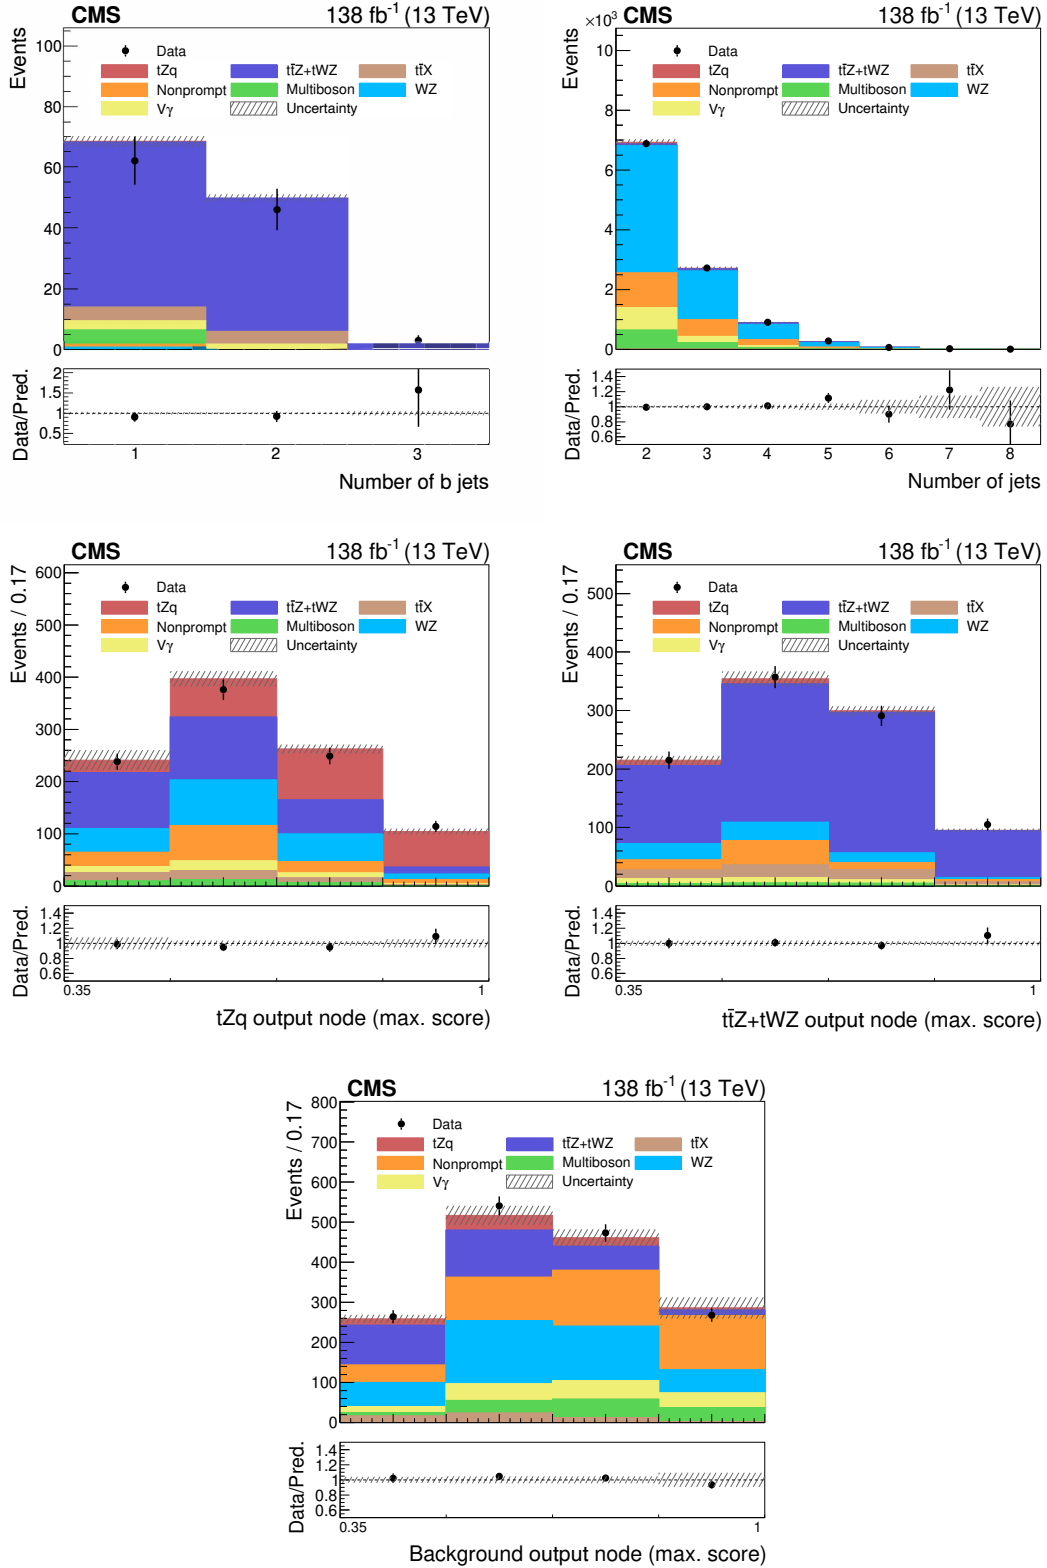 CMS 138 fb⁻¹ (13 TeV)
Events
100
80
60
40
20
0
Data
tZq tt̄Z+tWZ tt̄X
Nonprompt Multiboson WZ
Vγ Uncertainty
Data/Pred.
2
1.5
1
0.5
1 2 3
Number of b jets
CMS 138 fb⁻¹ (13 TeV)
×10³
Events
10
8
6
4
2
0
Data
tZq tt̄Z+tWZ tt̄X
Nonprompt Multiboson WZ
Vγ Uncertainty
Data/Pred.
1.4
1.2
1
0.8
0.6
2 3 4 5 6 7 8
Number of jets
CMS 138 fb⁻¹ (13 TeV)
Events / 0.17
600
500
400
300
200
100
0
Data
tZq tt̄Z+tWZ tt̄X
Nonprompt Multiboson WZ
Vγ Uncertainty
Data/Pred.
1.4
1.2
1
0.8
0.6
0.35 1
tZq output node (max. score)
CMS 138 fb⁻¹ (13 TeV)
Events / 0.17
500
400
300
200
100
0
Data
tZq tt̄Z+tWZ tt̄X
Nonprompt Multiboson WZ
Vγ Uncertainty
Data/Pred.
1.4
1.2
1
0.8
0.6
0.35 1
tt̄Z+tWZ output node (max. score)
CMS 138 fb⁻¹ (13 TeV)
Events / 0.17
800
700
600
500
400
300
200
100
0
Data
tZq tt̄Z+tWZ tt̄X
Nonprompt Multiboson WZ
Vγ Uncertainty
Data/Pred.
1.4
1.2
1
0.8
0.6
0.35 1
Background output node (max. score)